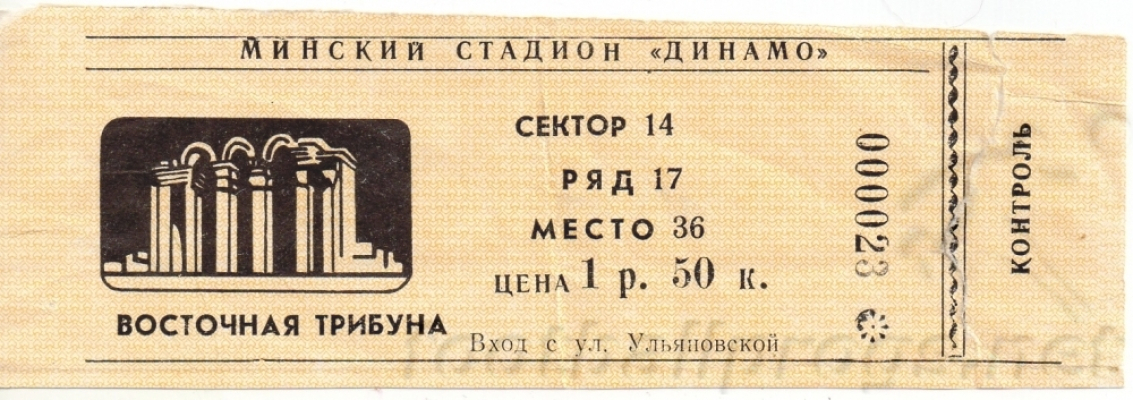 МИНСКИЙ СТАДИОН «ДИНАМО»
СЕКТОР 14
РЯД 17
МЕСТО 36
ЦЕНА 1 р. 50 к.
ВОСТОЧНАЯ ТРИБУНА
Вход с ул. Ульяновской
000023
КОНТРОЛЬ